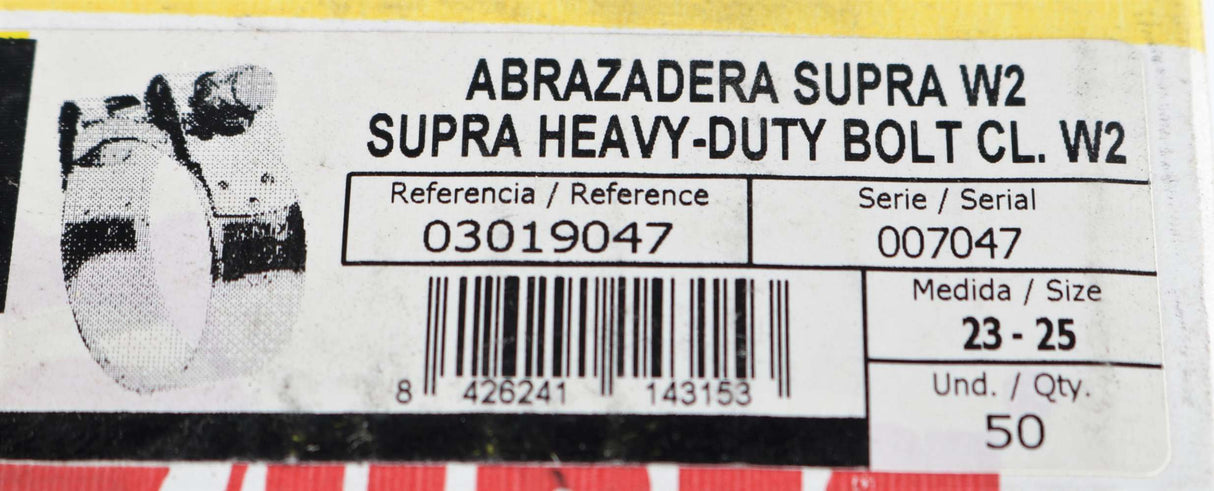 ABRAZADERA SUPRA W2
SUPRA HEAVY-DUTY BOLT CL. W2
Referencia / Reference
03019047
Serie / Serial
007047
Medida / Size
23 - 25
Und. / Qty.
50
8 426241 143153